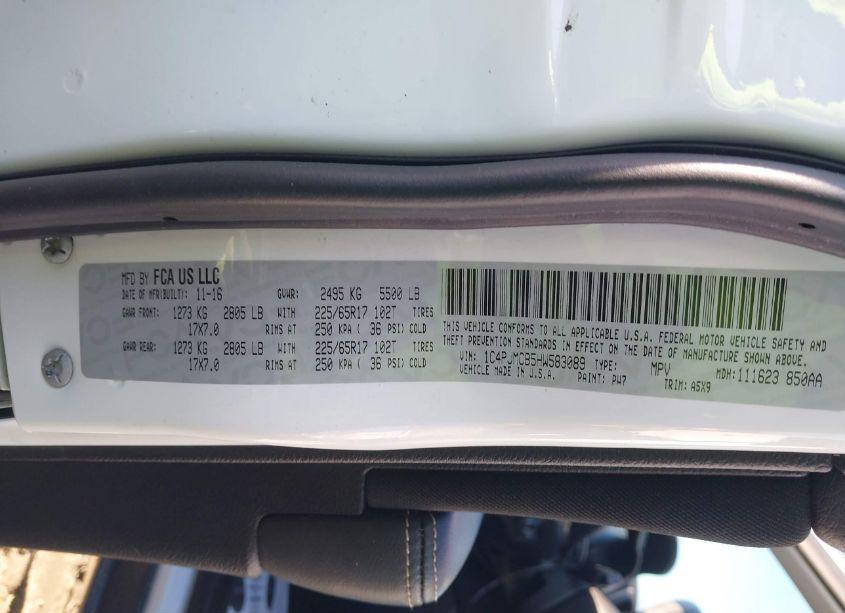 MFD BY FCA US LLC
DATE OF MFR(BUILT): 11-16 GVWR: 2495 KG 5500 LB
GAWR FRONT: 1273 KG 2805 LB WITH 225/65R17 102T TIRES
17X7.0 RIMS AT 250 KPA ( 36 PSI) COLD
GAWR REAR: 1273 KG 2805 LB WITH 225/65R17 102T TIRES
17X7.0 RIMS AT 250 KPA ( 36 PSI) COLD
THIS VEHICLE CONFORMS TO ALL APPLICABLE U.S.A. FEDERAL MOTOR VEHICLE SAFETY AND
THEFT PREVENTION STANDARDS IN EFFECT ON THE DATE OF MANUFACTURE SHOWN ABOVE.
VIN: 1C4PJMCB5HW583089 TYPE: MPV MDH: 111623 850AA
VEHICLE MADE IN U.S.A. PAINT: PW7 TRIM: A5X9